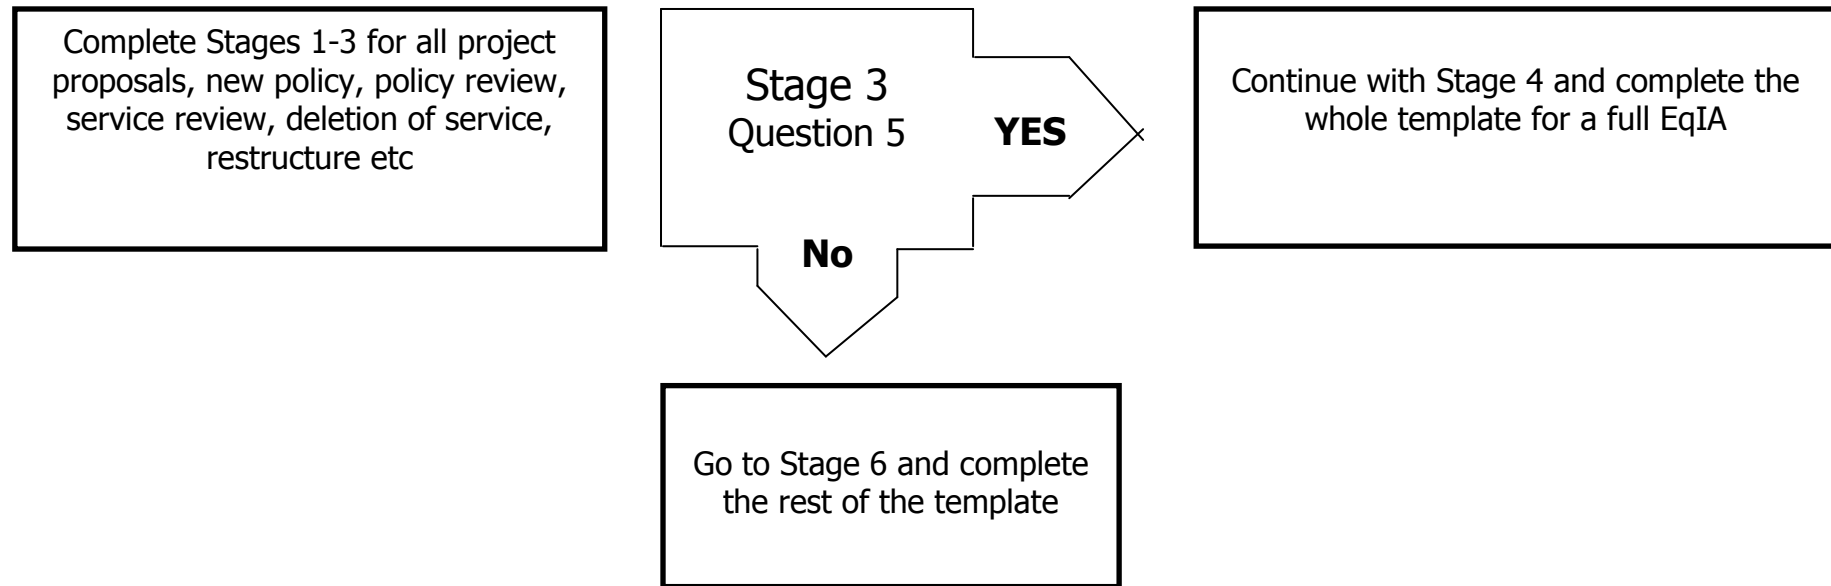 Complete Stages 1-3 for all project
proposals, new policy, policy review,
service review, deletion of service,
restructure etc
Stage 3
Question 5
YES
No
Continue with Stage 4 and complete the
whole template for a full EqIA
Go to Stage 6 and complete
the rest of the template